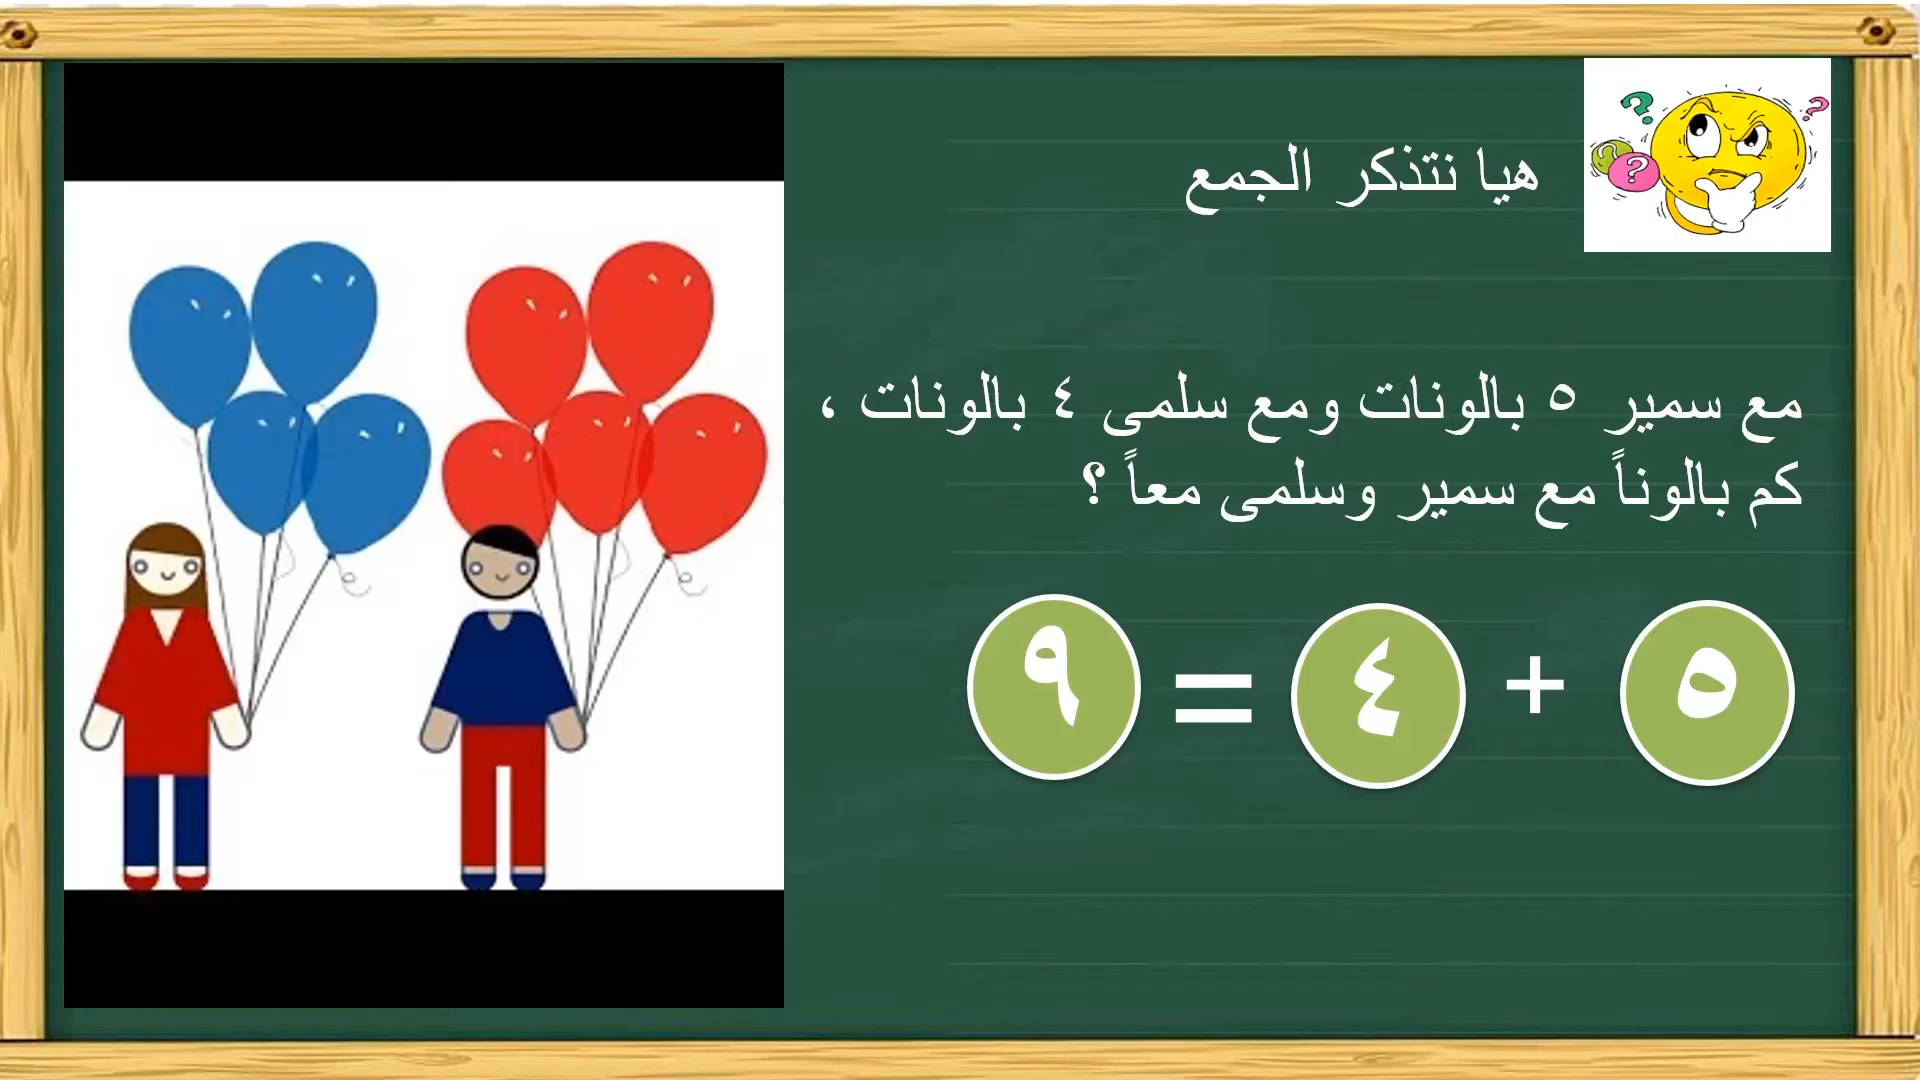 هيا نتذكر الجمع
مع سمير ٥ بالونات ومع سلمى ٤ بالونات ،
كم بالوناً مع سمير وسلمى معاً ؟
٥ + ٤ = ٩